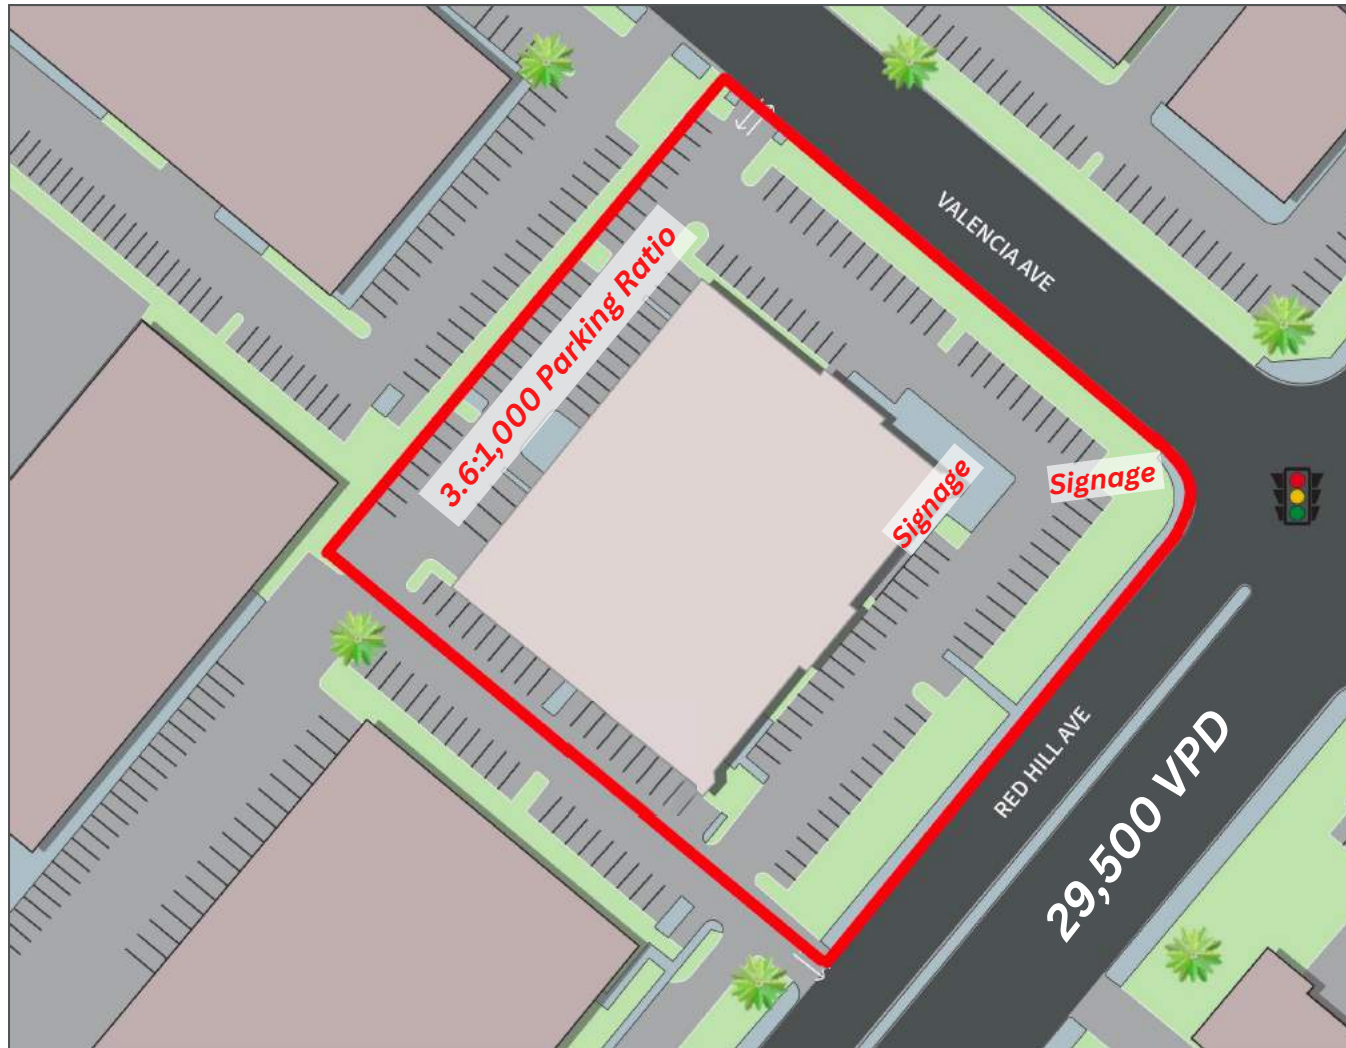 VALENCIA AVE
3.6:1,000 Parking Ratio
Signage
Signage
RED HILL AVE
29,500 VPD